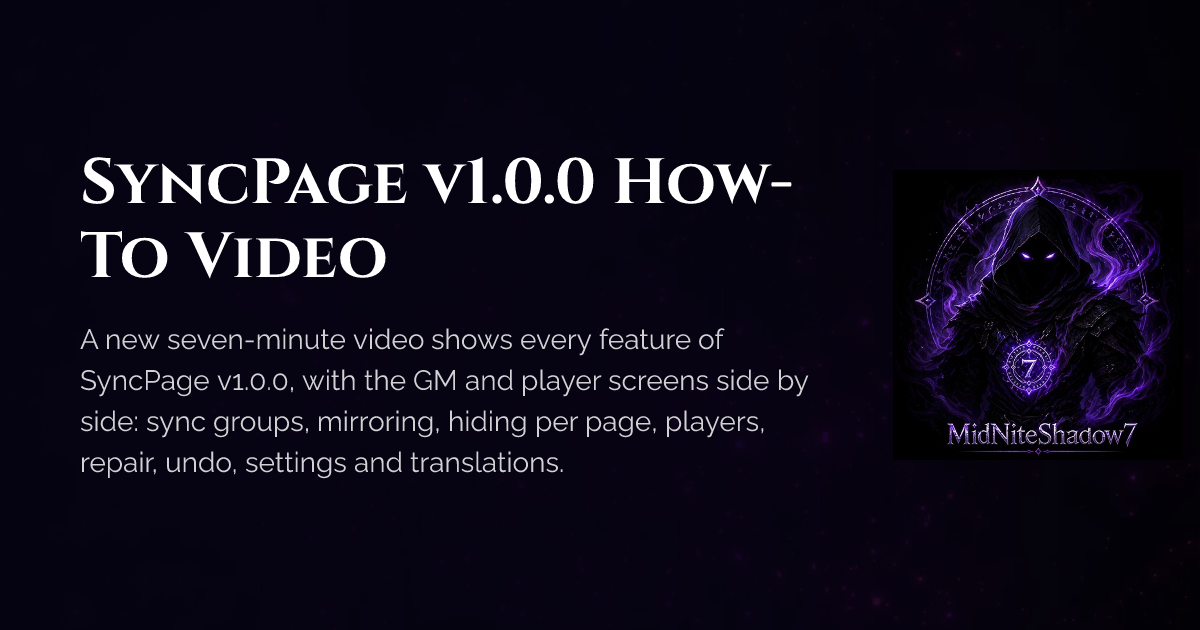 SyncPage v1.0.0 How-
To Video
A new seven-minute video shows every feature of
SyncPage v1.0.0, with the GM and player screens side by
side: sync groups, mirroring, hiding per page, players,
repair, undo, settings and translations.
7
MidNiteShadow7